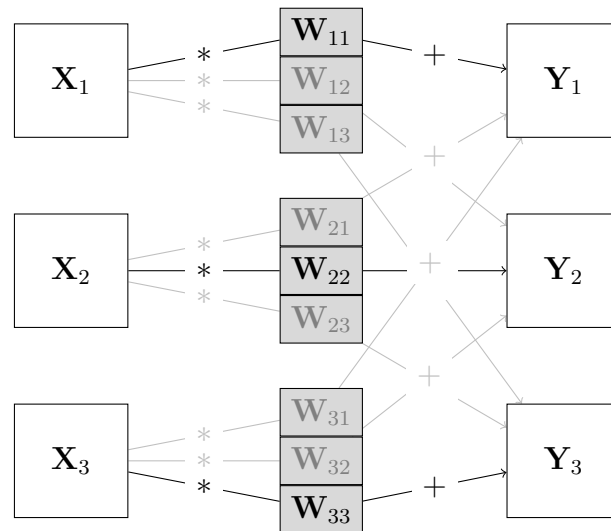 W11
X1 * * * W12 + Y1
W13
+
W21
X2 * * * W22 + Y2
W23
+
W31
X3 * * * W32 Y3
W33 +